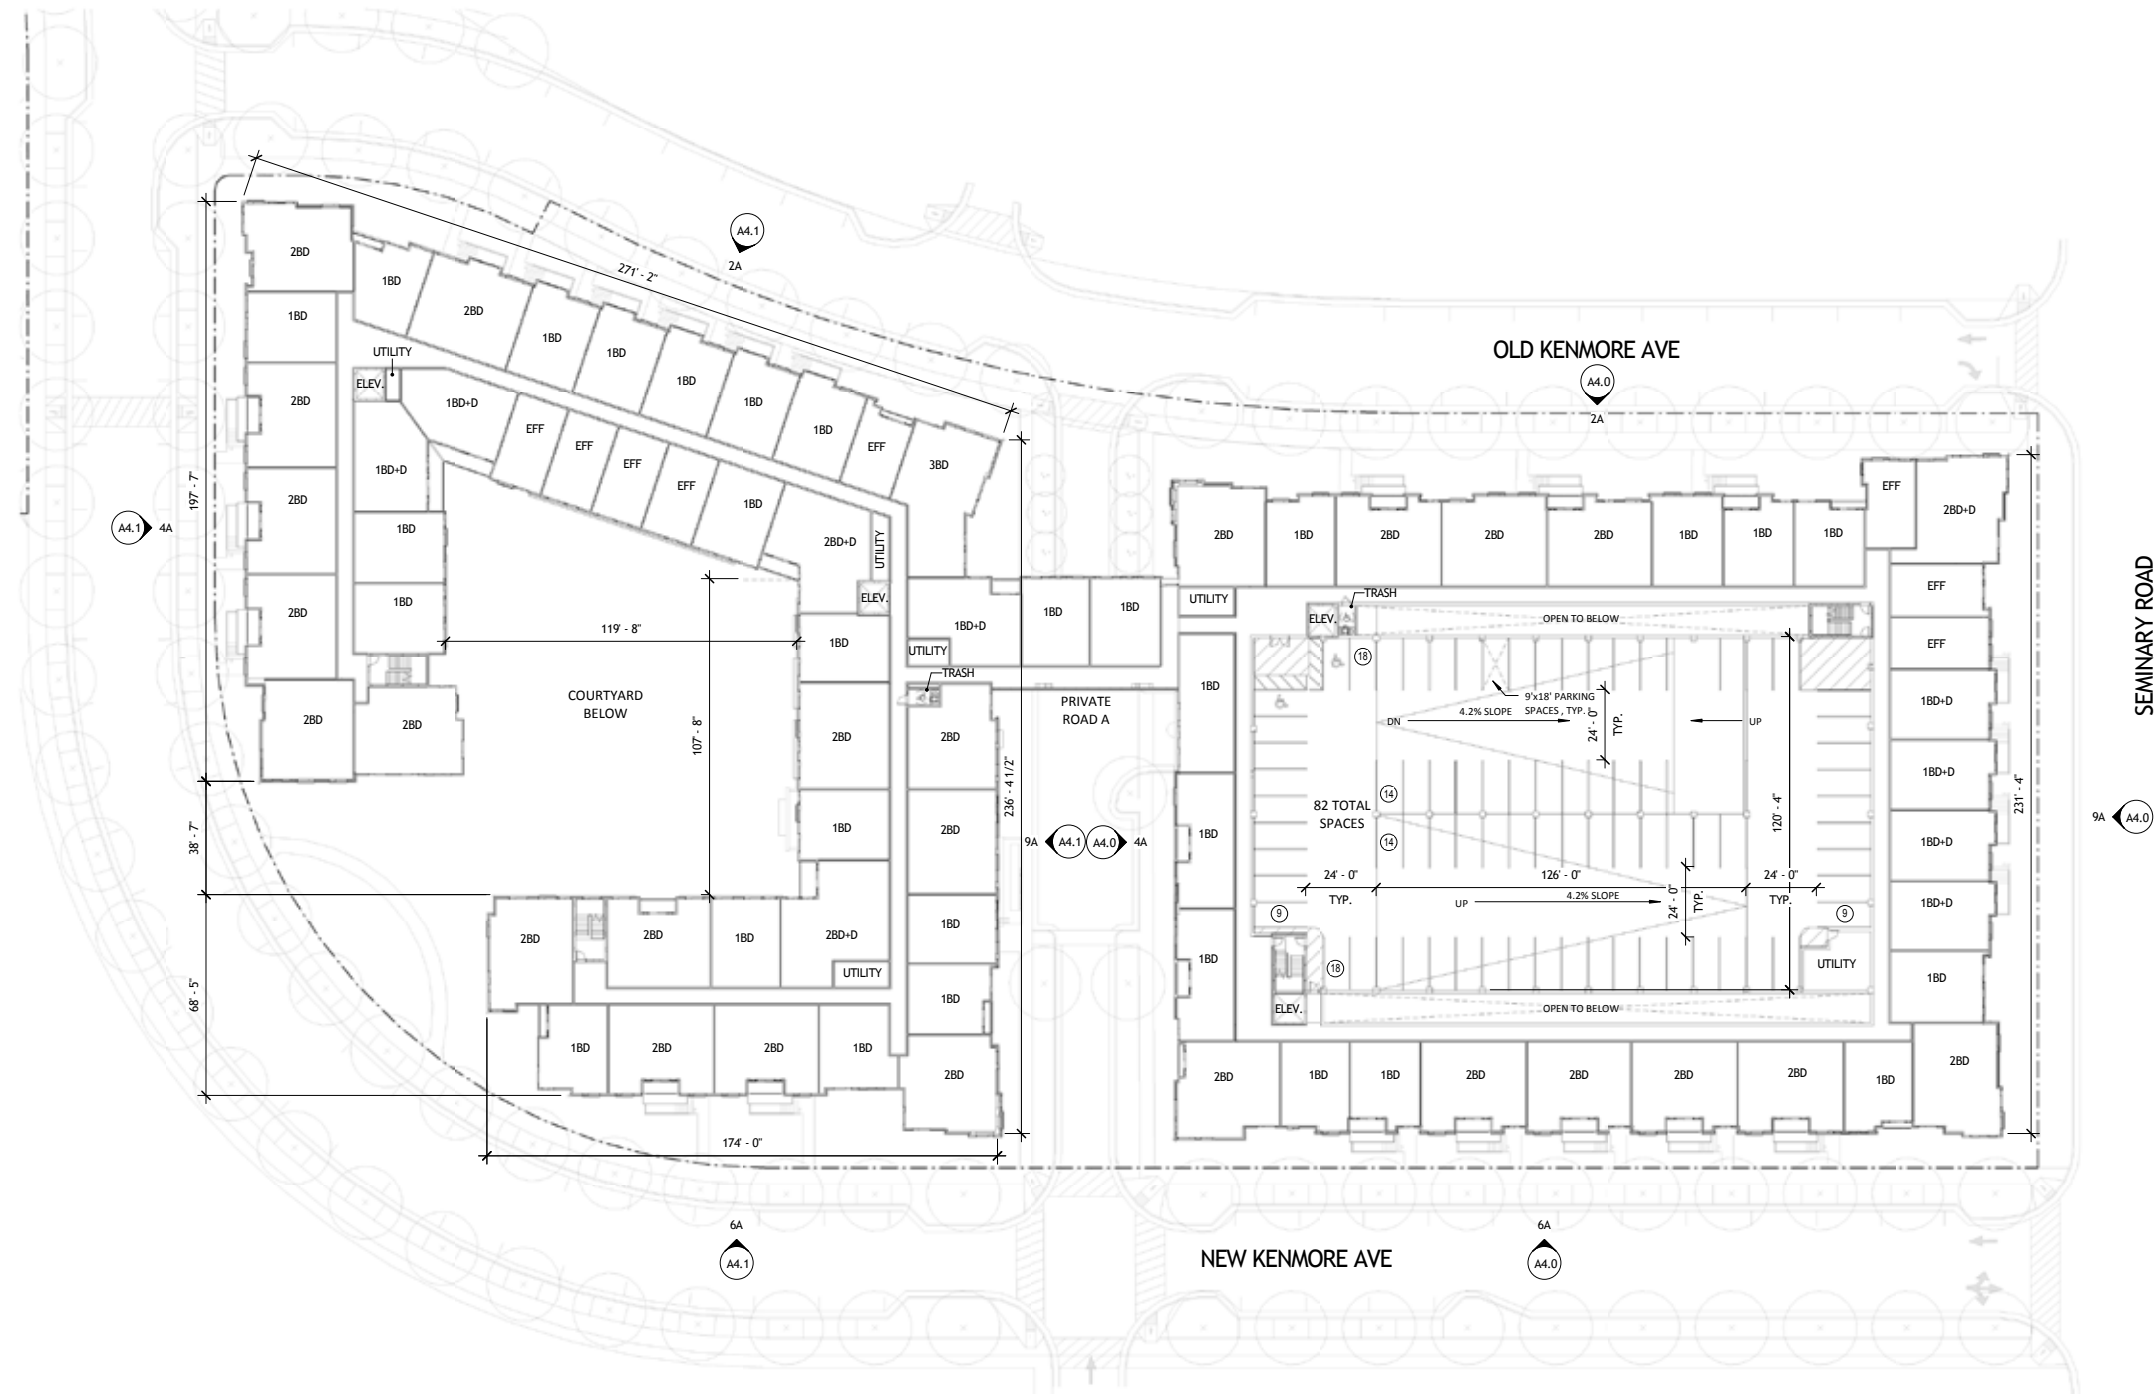 A4.1
2A
271' - 2"
2BD
1BD
2BD
1BD
1BD
1BD
1BD
1BD
EFF
3BD
1BD
UTILITY
ELEV.
1BD+D
EFF
EFF
EFF
EFF
1BD
2BD
1BD+D
2BD+D
UTILITY
197' - 7"
A4.1
4A
2BD
1BD
ELEV.
2BD
1BD
119' - 8"
1BD
1BD+D
1BD
1BD
UTILITY
TRASH
2BD
2BD
COURTYARD
BELOW
107' - 8"
2BD
2BD
PRIVATE
ROAD A
236' - 4 1/2"
38' - 7"
1BD
2BD
9A
A4.1
A4.0
4A
2BD
2BD
1BD
2BD+D
1BD
UTILITY
68' - 5"
1BD
1BD
2BD
2BD
1BD
2BD
174' - 0"
6A
A4.1
OLD KENMORE AVE
A4.0
2A
2BD
1BD
2BD
2BD
2BD
1BD
1BD
1BD
EFF
2BD+D
UTILITY
TRASH
ELEV.
OPEN TO BELOW
EFF
EFF
18
1BD
9'x18' PARKING
SPACES , TYP.
4.2% SLOPE
DN
UP
24' - 0"
TYP.
1BD+D
1BD+D
14
82 TOTAL
SPACES
14
120' - 4"
231' - 4"
1BD
1BD+D
24' - 0"
TYP.
126' - 0"
24' - 0"
TYP.
4.2% SLOPE
UP
24' - 0"
TYP.
1BD+D
9
9
1BD
18
UTILITY
1BD
ELEV.
OPEN TO BELOW
2BD
1BD
1BD
2BD
2BD
2BD
2BD
1BD
2BD
SEMINARY ROAD
9A
A4.0
6A
A4.0
NEW KENMORE AVE